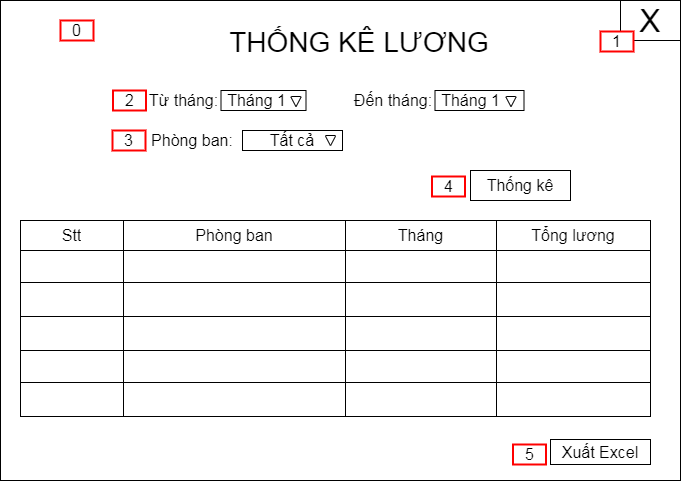 0
X
1
THỐNG KÊ LƯƠNG
2 Từ tháng: Tháng 1 ▽ Đến tháng: Tháng 1 ▽
3 Phòng ban: Tất cả ▽
4 Thống kê
Stt Phòng ban Tháng Tổng lương
5 Xuất Excel